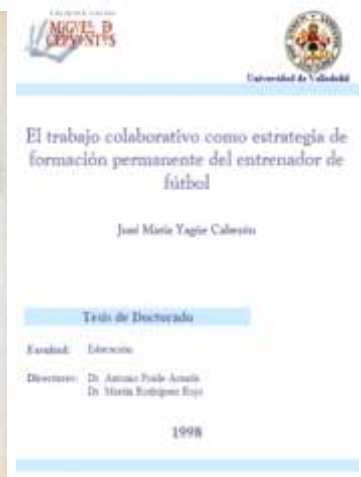 MIGUEL D
CERVANTES
Universidad de Valladolid
El trabajo colaborativo como estrategia de
formación permanente del entrenador de
fútbol
José María Yagüe Cabezón
Tesis de Doctorado
Facultad: Educación
Directores: Dr. Antonio Fraile Aranda
Dr. Martín Rodríguez Rojo
1998